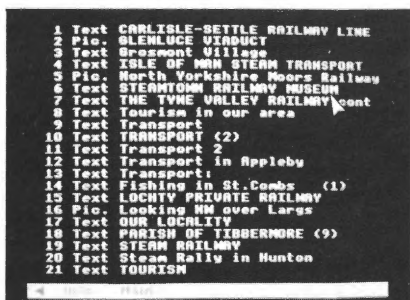 1 Text CARLISLE-SETTLE RAILWAY LINE
2 Pic. GLENLUCE VIADUCT
3 Text Grosmont Village
4 Text ISLE OF MAN STEAM TRANSPORT
5 Pic. North Yorkshire Moors Railway
6 Text STEAMTOWN RAILWAY MUSEUM
7 Text THE TYNE VALLEY RAILWAY cont
8 Text Tourism in our area
9 Text Transport
10 Text TRANSPORT (2)
11 Text Transport 2
12 Text Transport in Appleby
13 Text Transport:
14 Text Fishing in St.Combs (1)
15 Text LOCHTY PRIVATE RAILWAY
16 Pic. Looking NW over Largs
17 Text OUR LOCALITY
18 Text PARISH OF TIBBERMORE (9)
19 Text STEAM RAILWAY
20 Text Steam Rally in Hunton
21 Text TOURISM